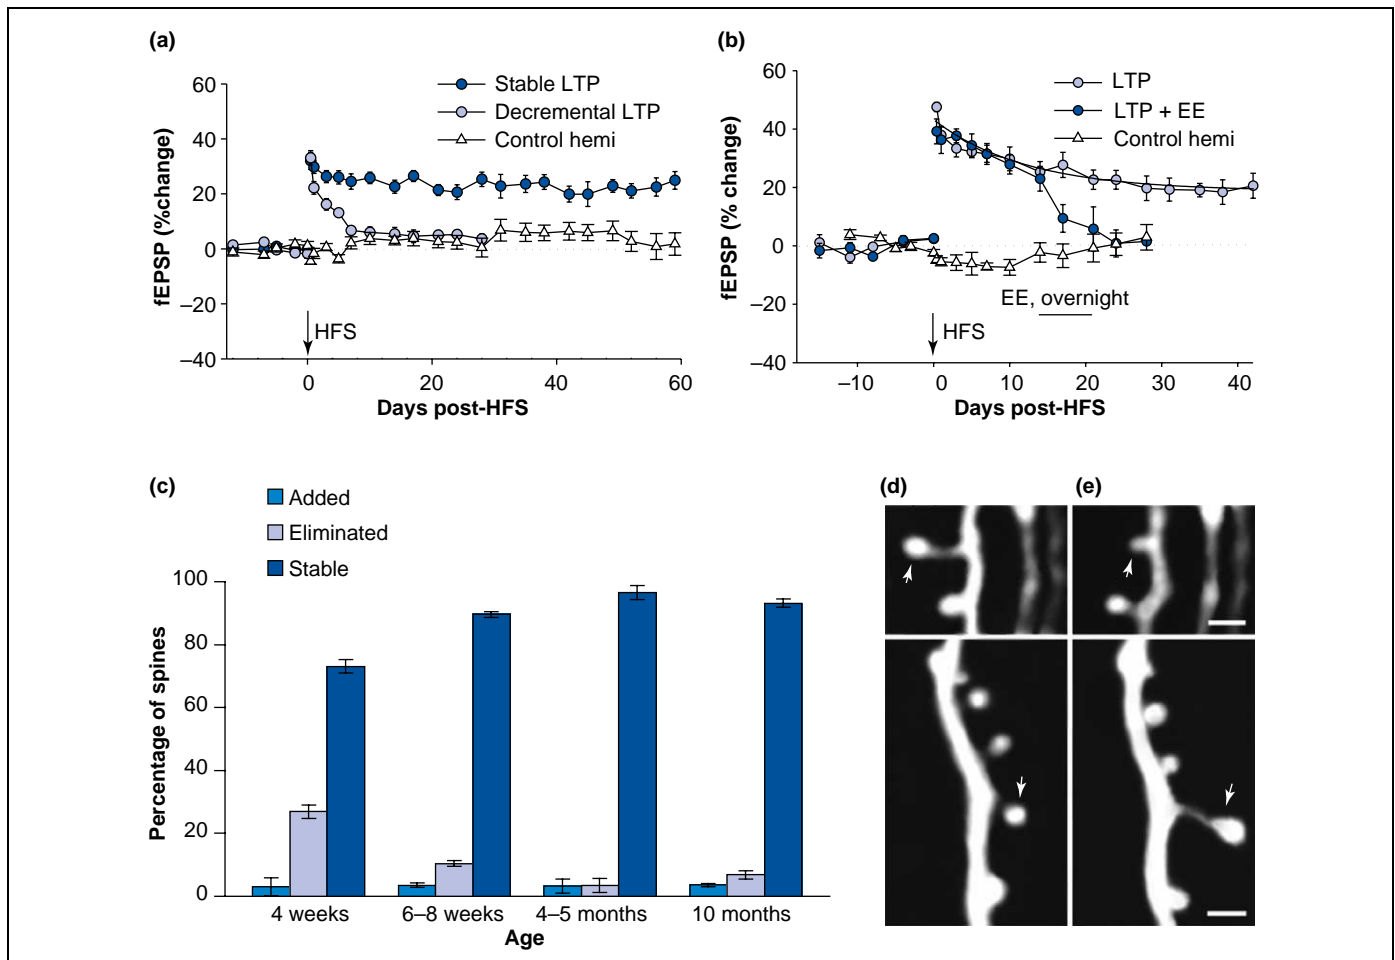 (a)
Stable LTP
Decremental LTP
Control hemi
fEPSP (%change)
60
40
20
0
–20
–40
HFS
0 20 40 60
Days post-HFS
(b)
LTP
LTP + EE
Control hemi
fEPSP (% change)
60
40
20
0
–20
–40
EE, overnight
HFS
–10 0 10 20 30 40
Days post-HFS
(c)
Added
Eliminated
Stable
Percentage of spines
100
80
60
40
20
0
4 weeks 6–8 weeks 4–5 months 10 months
Age
(d)
(e)